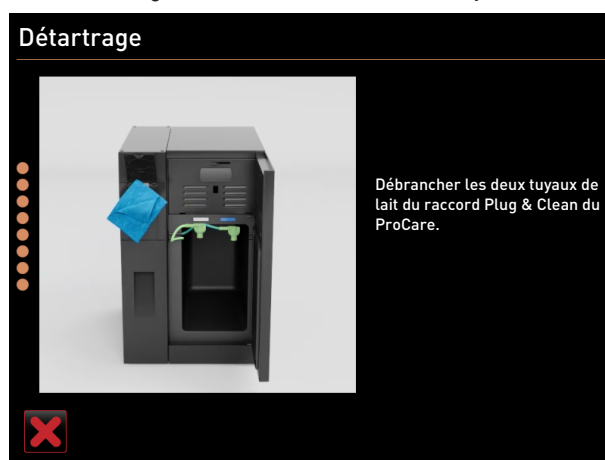 Détartrage
Débrancher les deux tuyaux de
lait du raccord Plug & Clean du
ProCare.